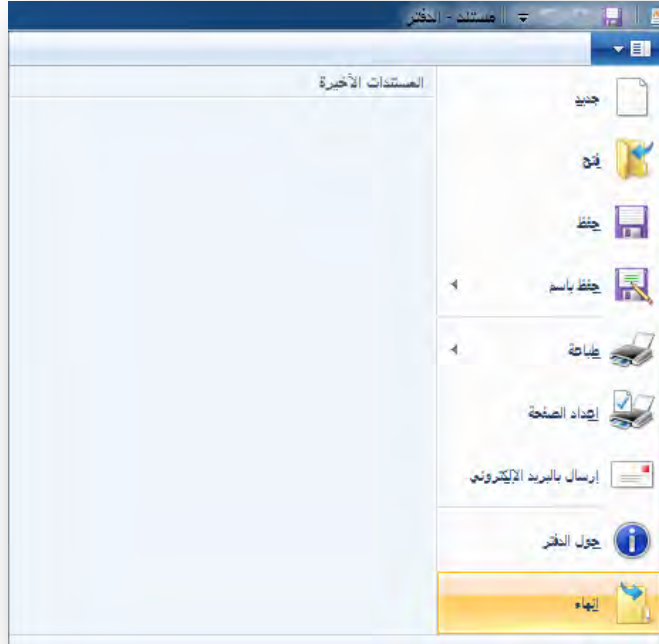 مستند - الدفتر
المستندات الأخيرة
جديد
فتح
حفظ
حفظ باسم
طباعة
إعداد الصفحة
إرسال بالبريد الإلكتروني
حول الدفتر
إنهاء